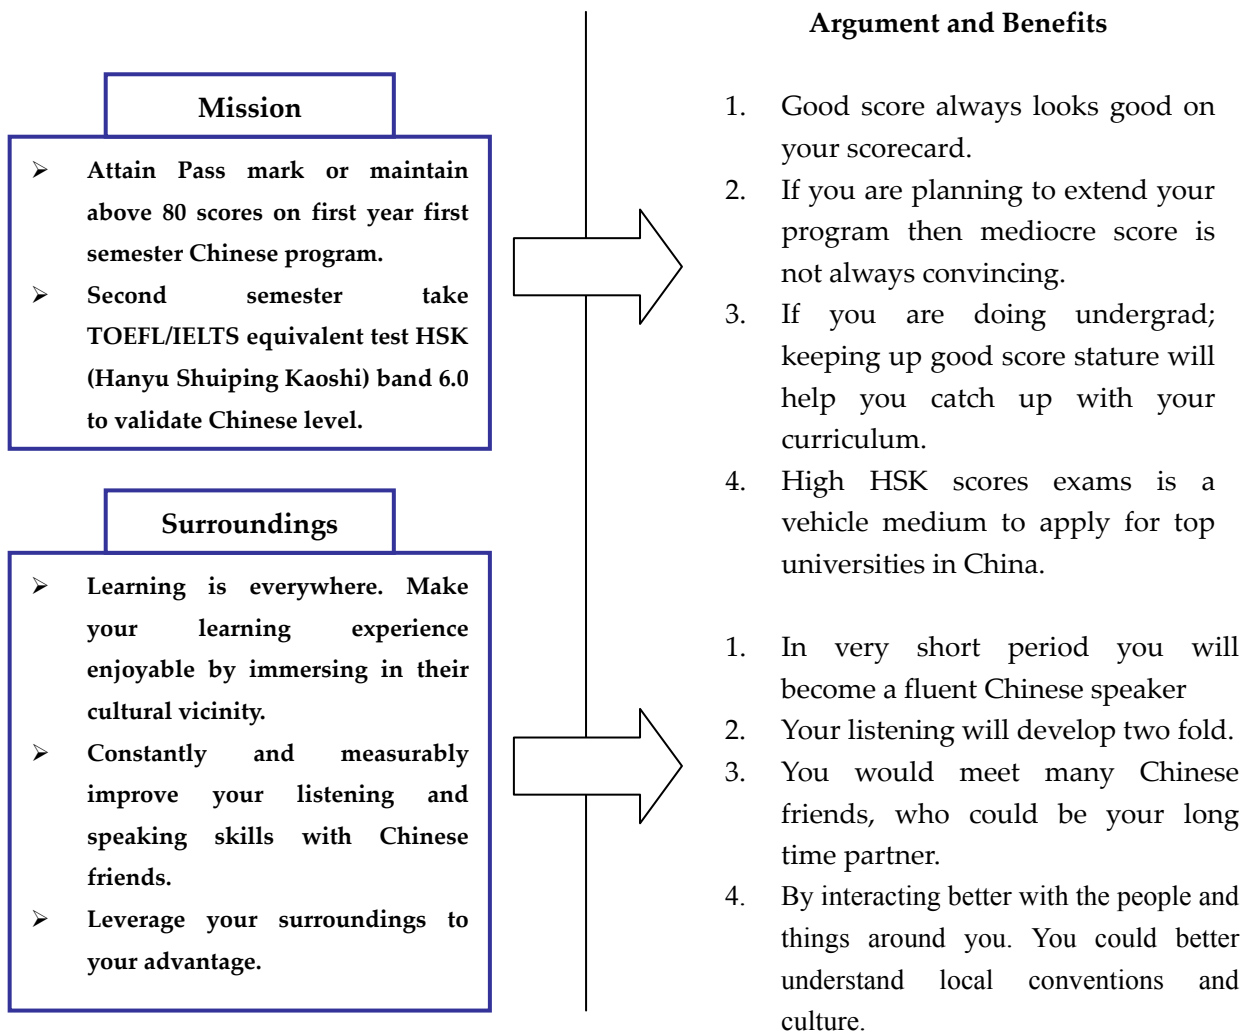 Argument and Benefits
Mission
➢ Attain Pass mark or maintain
above 80 scores on first year first
semester Chinese program.
➢ Second semester take
TOEFL/IELTS equivalent test HSK
(Hanyu Shuiping Kaoshi) band 6.0
to validate Chinese level.
1. Good score always looks good on
your scorecard.
2. If you are planning to extend your
program then mediocre score is
not always convincing.
3. If you are doing undergrad;
keeping up good score stature will
help you catch up with your
curriculum.
4. High HSK scores exams is a
vehicle medium to apply for top
universities in China.
Surroundings
➢ Learning is everywhere. Make
your learning experience
enjoyable by immersing in their
cultural vicinity.
➢ Constantly and measurably
improve your listening and
speaking skills with Chinese
friends.
➢ Leverage your surroundings to
your advantage.
1. In very short period you will
become a fluent Chinese speaker
2. Your listening will develop two fold.
3. You would meet many Chinese
friends, who could be your long
time partner.
4. By interacting better with the people and
things around you. You could better
understand local conventions and
culture.